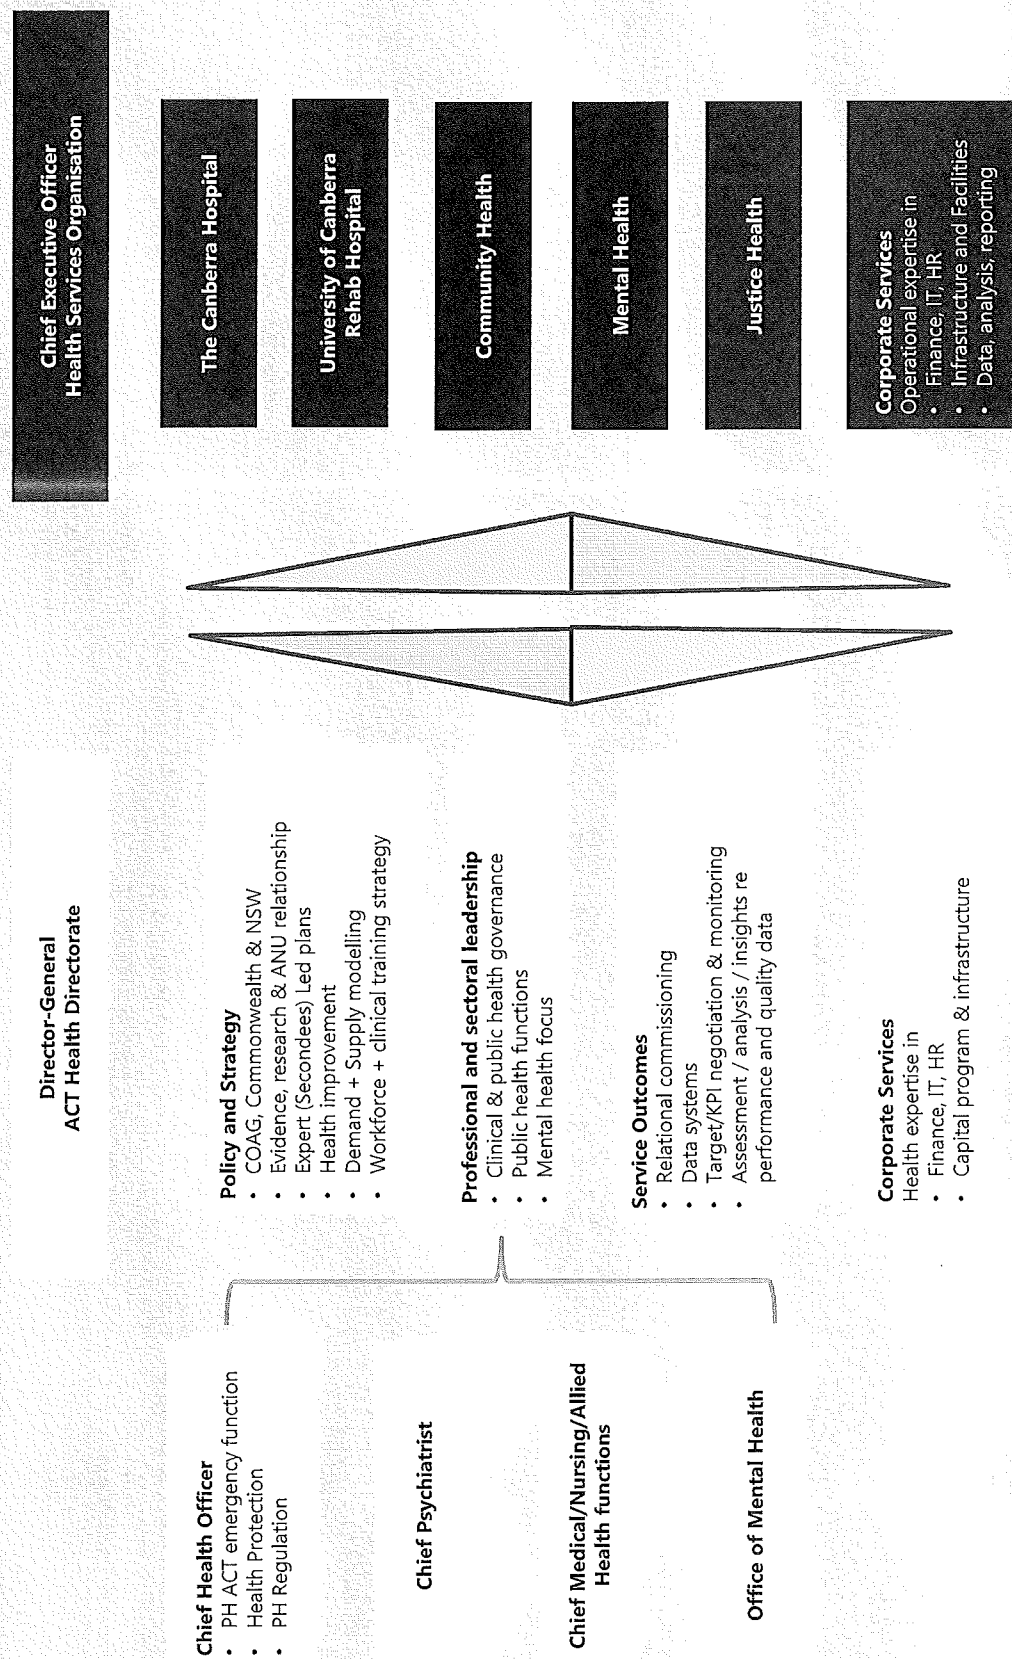 Director-General
ACT Health Directorate
Chief Executive Officer
Health Services Organisation
Chief Health Officer
• PH ACT emergency function
• Health Protection
• PH Regulation
Chief Psychiatrist
Chief Medical/Nursing/Allied
Health functions
Office of Mental Health
Policy and Strategy
• COAG, Commonwealth & NSW
• Evidence, research & ANU relationship
• Expert (Secondees) Led plans
• Health improvement
• Demand + Supply modelling
• Workforce + clinical training strategy
Professional and sectoral leadership
• Clinical & public health governance
• Public health functions
• Mental health focus
Service Outcomes
• Relational commissioning
• Data systems
• Target/KPI negotiation & monitoring
• Assessment / analysis / insights re
performance and quality data
Corporate Services
Health expertise in
• Finance, IT, HR
• Capital program & infrastructure
The Canberra Hospital
University of Canberra
Rehab Hospital
Community Health
Mental Health
Justice Health
Corporate Services
Operational expertise in
• Finance, IT, HR
• Infrastructure and Facilities
• Data, analysis, reporting